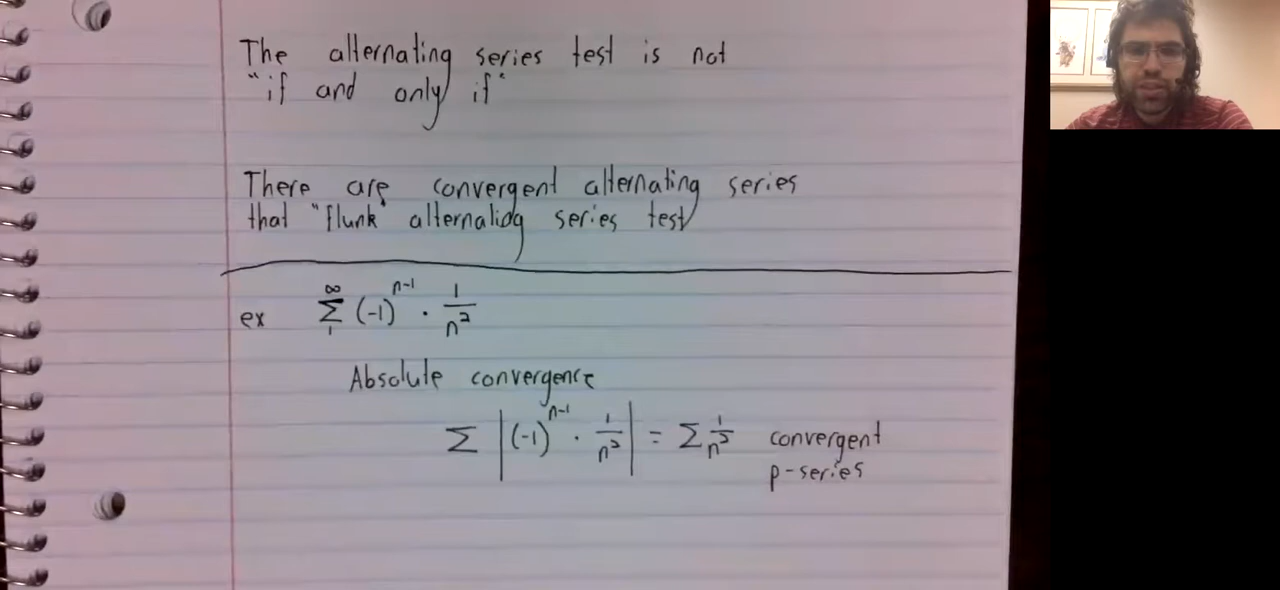 The alternating series test is not
"if and only if"
There are convergent alternating series
that "flunk" alternating series test
ex ∑₁^∞ (-1)^{n-1} · 1/n²
Absolute convergence
∑ |(-1)^{n-1} · 1/n²| = ∑ 1/n² convergent
p-series